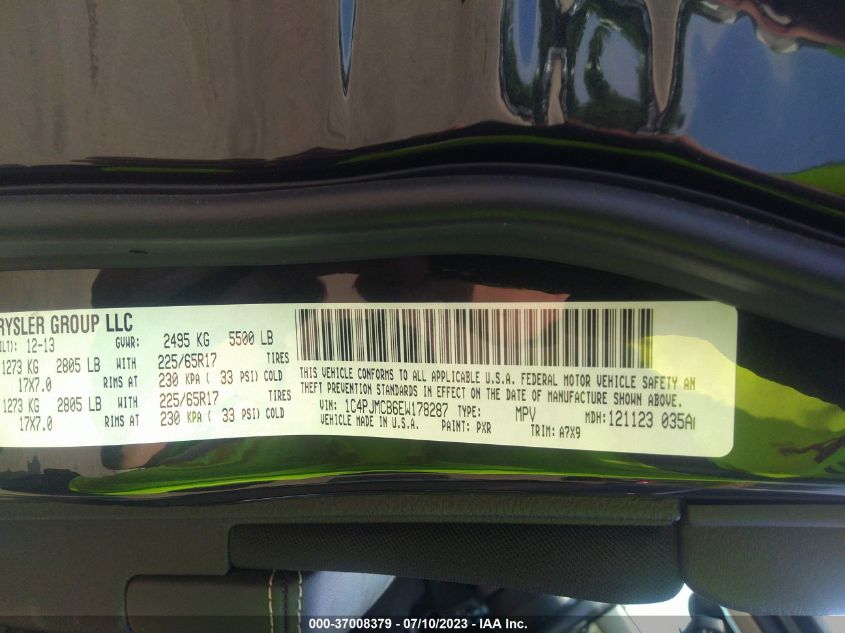 RYSLER GROUP LLC
ILT): 12-13 GVWR: 2495 KG 5500 LB
1273 KG 2805 LB WITH 225/65R17 TIRES
17X7.0 RIMS AT 230 KPA ( 33 PSI) COLD
1273 KG 2805 LB WITH 225/65R17 TIRES
17X7.0 RIMS AT 230 KPA ( 33 PSI) COLD
THIS VEHICLE CONFORMS TO ALL APPLICABLE U.S.A. FEDERAL MOTOR VEHICLE SAFETY AN
THEFT PREVENTION STANDARDS IN EFFECT ON THE DATE OF MANUFACTURE SHOWN ABOVE.
VIN: 1C4PJMCB6EW178287 TYPE: MPV MDH: 121123 035A
VEHICLE MADE IN U.S.A. PAINT: PXR TRIM: A7X9
000-37008379 - 07/10/2023 - IAA Inc.